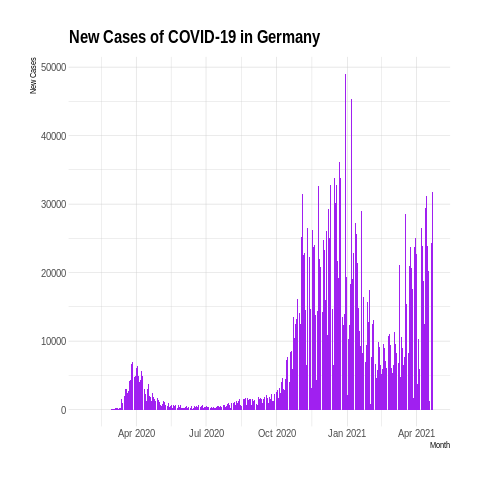 New Cases of COVID-19 in Germany
New Cases
50000
40000
30000
20000
10000
0
Apr 2020 Jul 2020 Oct 2020 Jan 2021 Apr 2021
Month